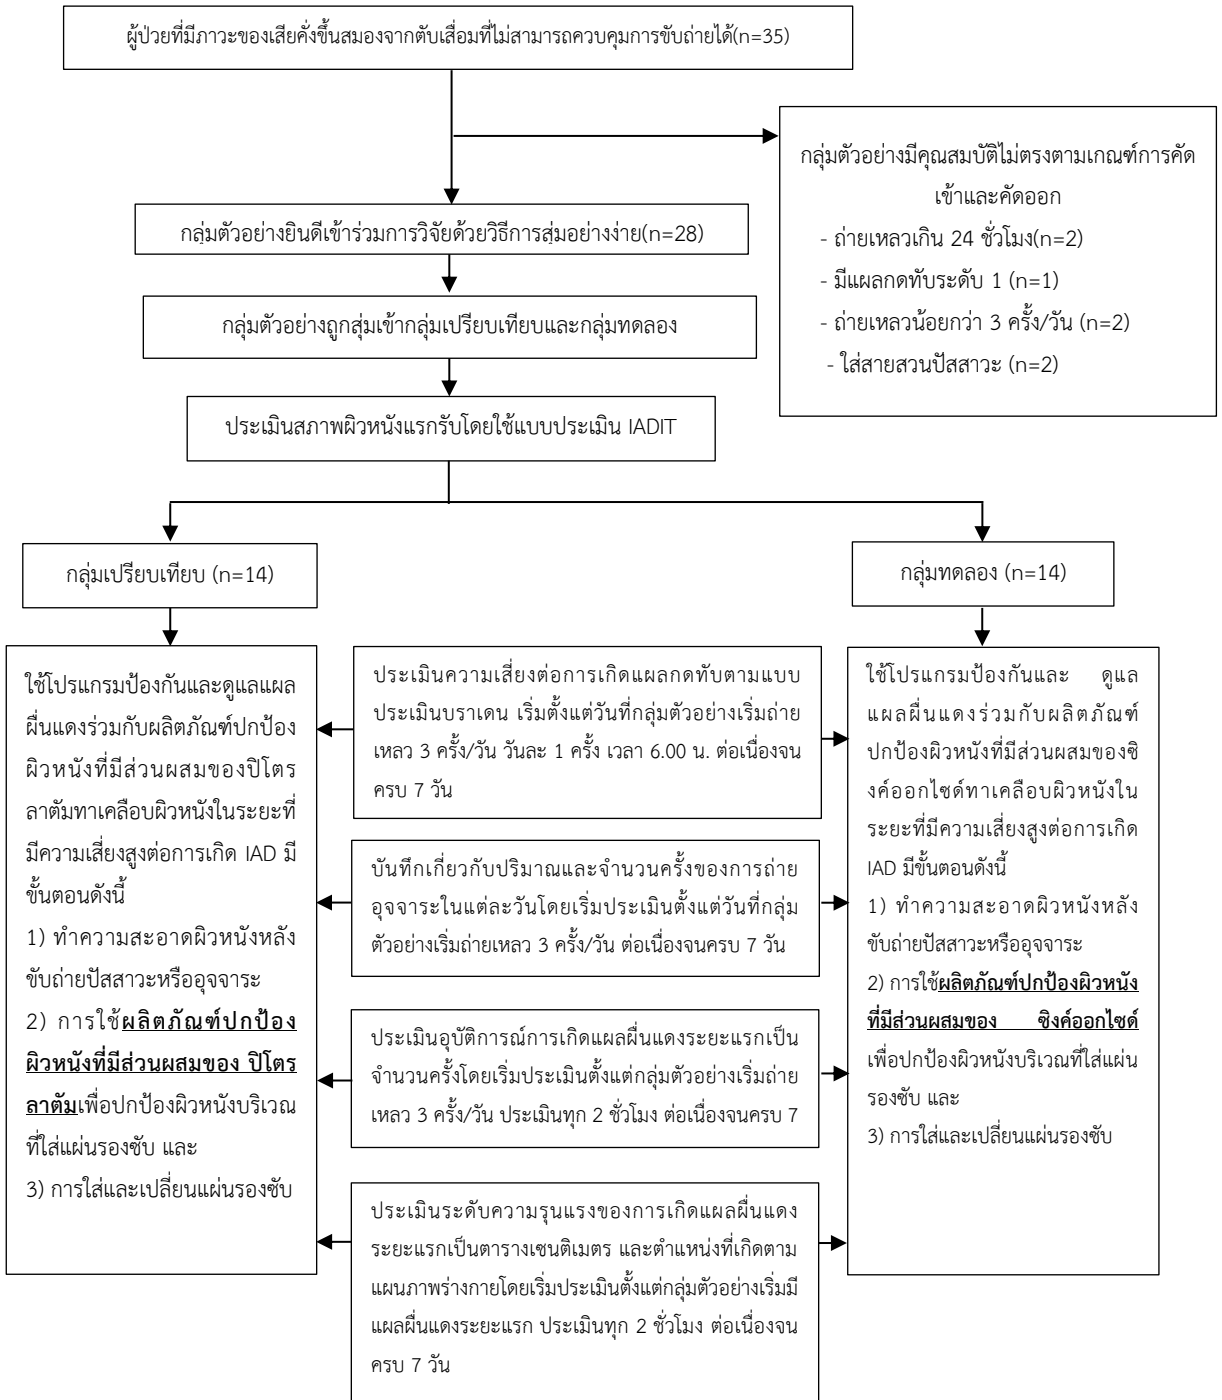 ผู้ป่วยที่มีภาวะของเสียคั่งขึ้นสมองจากตับเสื่อมที่ไม่สามารถควบคุมการขับถ่ายได้(n=35)
กลุ่มตัวอย่างมีคุณสมบัติไม่ตรงตามเกณฑ์การคัด
เข้าและคัดออก
- ถ่ายเหลวเกิน 24 ชั่วโมง(n=2)
- มีแผลกดทับระดับ 1 (n=1)
- ถ่ายเหลวน้อยกว่า 3 ครั้ง/วัน (n=2)
- ใส่สายสวนปัสสาวะ (n=2)
กลุ่มตัวอย่างยินดีเข้าร่วมการวิจัยด้วยวิธีการสุ่มอย่างง่าย(n=28)
กลุ่มตัวอย่างถูกสุ่มเข้ากลุ่มเปรียบเทียบและกลุ่มทดลอง
ประเมินสภาพผิวหนังแรกรับโดยใช้แบบประเมิน IADIT
กลุ่มเปรียบเทียบ (n=14)
กลุ่มทดลอง (n=14)
ใช้โปรแกรมป้องกันและดูแลแผล
ผื่นแดงร่วมกับผลิตภัณฑ์ปกป้อง
ผิวหนังที่มีส่วนผสมของปิโตร
ลาตัมทาเคลือบผิวหนังในระยะที่
มีความเสี่ยงสูงต่อการเกิด IAD มี
ขั้นตอนดังนี้
1) ทำความสะอาดผิวหนังหลัง
ขับถ่ายปัสสาวะหรืออุจจาระ
2) การใช้ผลิตภัณฑ์ปกป้อง
ผิวหนังที่มีส่วนผสมของ ปิโตร
ลาตัมเพื่อปกป้องผิวหนังบริเวณ
ที่ใส่แผ่นรองซับ และ
3) การใส่และเปลี่ยนแผ่นรองซับ
ประเมินความเสี่ยงต่อการเกิดแผลกดทับตามแบบ
ประเมินบราเดน เริ่มตั้งแต่วันที่กลุ่มตัวอย่างเริ่มถ่าย
เหลว 3 ครั้ง/วัน วันละ 1 ครั้ง เวลา 6.00 น. ต่อเนื่องจน
ครบ 7 วัน
บันทึกเกี่ยวกับปริมาณและจำนวนครั้งของการถ่าย
อุจจาระในแต่ละวันโดยเริ่มประเมินตั้งแต่วันที่กลุ่ม
ตัวอย่างเริ่มถ่ายเหลว 3 ครั้ง/วัน ต่อเนื่องจนครบ 7 วัน
ประเมินอุบัติการณ์การเกิดแผลผื่นแดงระยะแรกเป็น
จำนวนครั้งโดยเริ่มประเมินตั้งแต่กลุ่มตัวอย่างเริ่มถ่าย
เหลว 3 ครั้ง/วัน ประเมินทุก 2 ชั่วโมง ต่อเนื่องจนครบ 7
ประเมินระดับความรุนแรงของการเกิดแผลผื่นแดง
ระยะแรกเป็นตารางเซนติเมตร และตำแหน่งที่เกิดตาม
แผนภาพร่างกายโดยเริ่มประเมินตั้งแต่กลุ่มตัวอย่างเริ่มมี
แผลผื่นแดงระยะแรก ประเมินทุก 2 ชั่วโมง ต่อเนื่องจน
ครบ 7 วัน
ใช้โปรแกรมป้องกันและ ดูแล
แผลผื่นแดงร่วมกับผลิตภัณฑ์
ปกป้องผิวหนังที่มีส่วนผสมของซิ
งค์ออกไซด์ทาเคลือบผิวหนังใน
ระยะที่มีความเสี่ยงสูงต่อการเกิด
IAD มีขั้นตอนดังนี้
1) ทำความสะอาดผิวหนังหลัง
ขับถ่ายปัสสาวะหรืออุจจาระ
2) การใช้ผลิตภัณฑ์ปกป้องผิวหนัง
ที่มีส่วนผสมของ ซิงค์ออกไซด์
เพื่อปกป้องผิวหนังบริเวณที่ใส่แผ่น
รองซับ และ
3) การใส่และเปลี่ยนแผ่นรองซับ